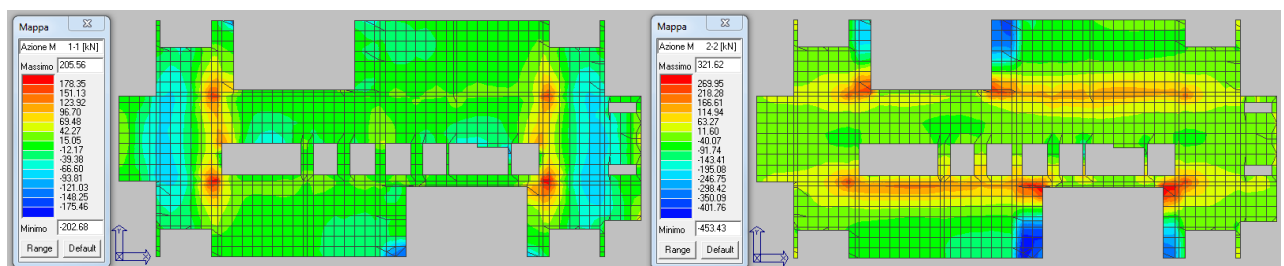 Mappa
Azione M 1-1 [kN]
Massimo 205.56
178.35
151.13
123.92
96.70
69.48
42.27
15.05
-12.17
-39.38
-66.60
-93.81
-121.03
-148.25
-175.46
Minimo -202.68
Range Default
Mappa
Azione M 2-2 [kN]
Massimo 321.62
269.95
218.28
166.61
114.94
63.27
11.60
-40.07
-91.74
-143.41
-195.08
-246.75
-298.42
-350.09
-401.76
Minimo -453.43
Range Default